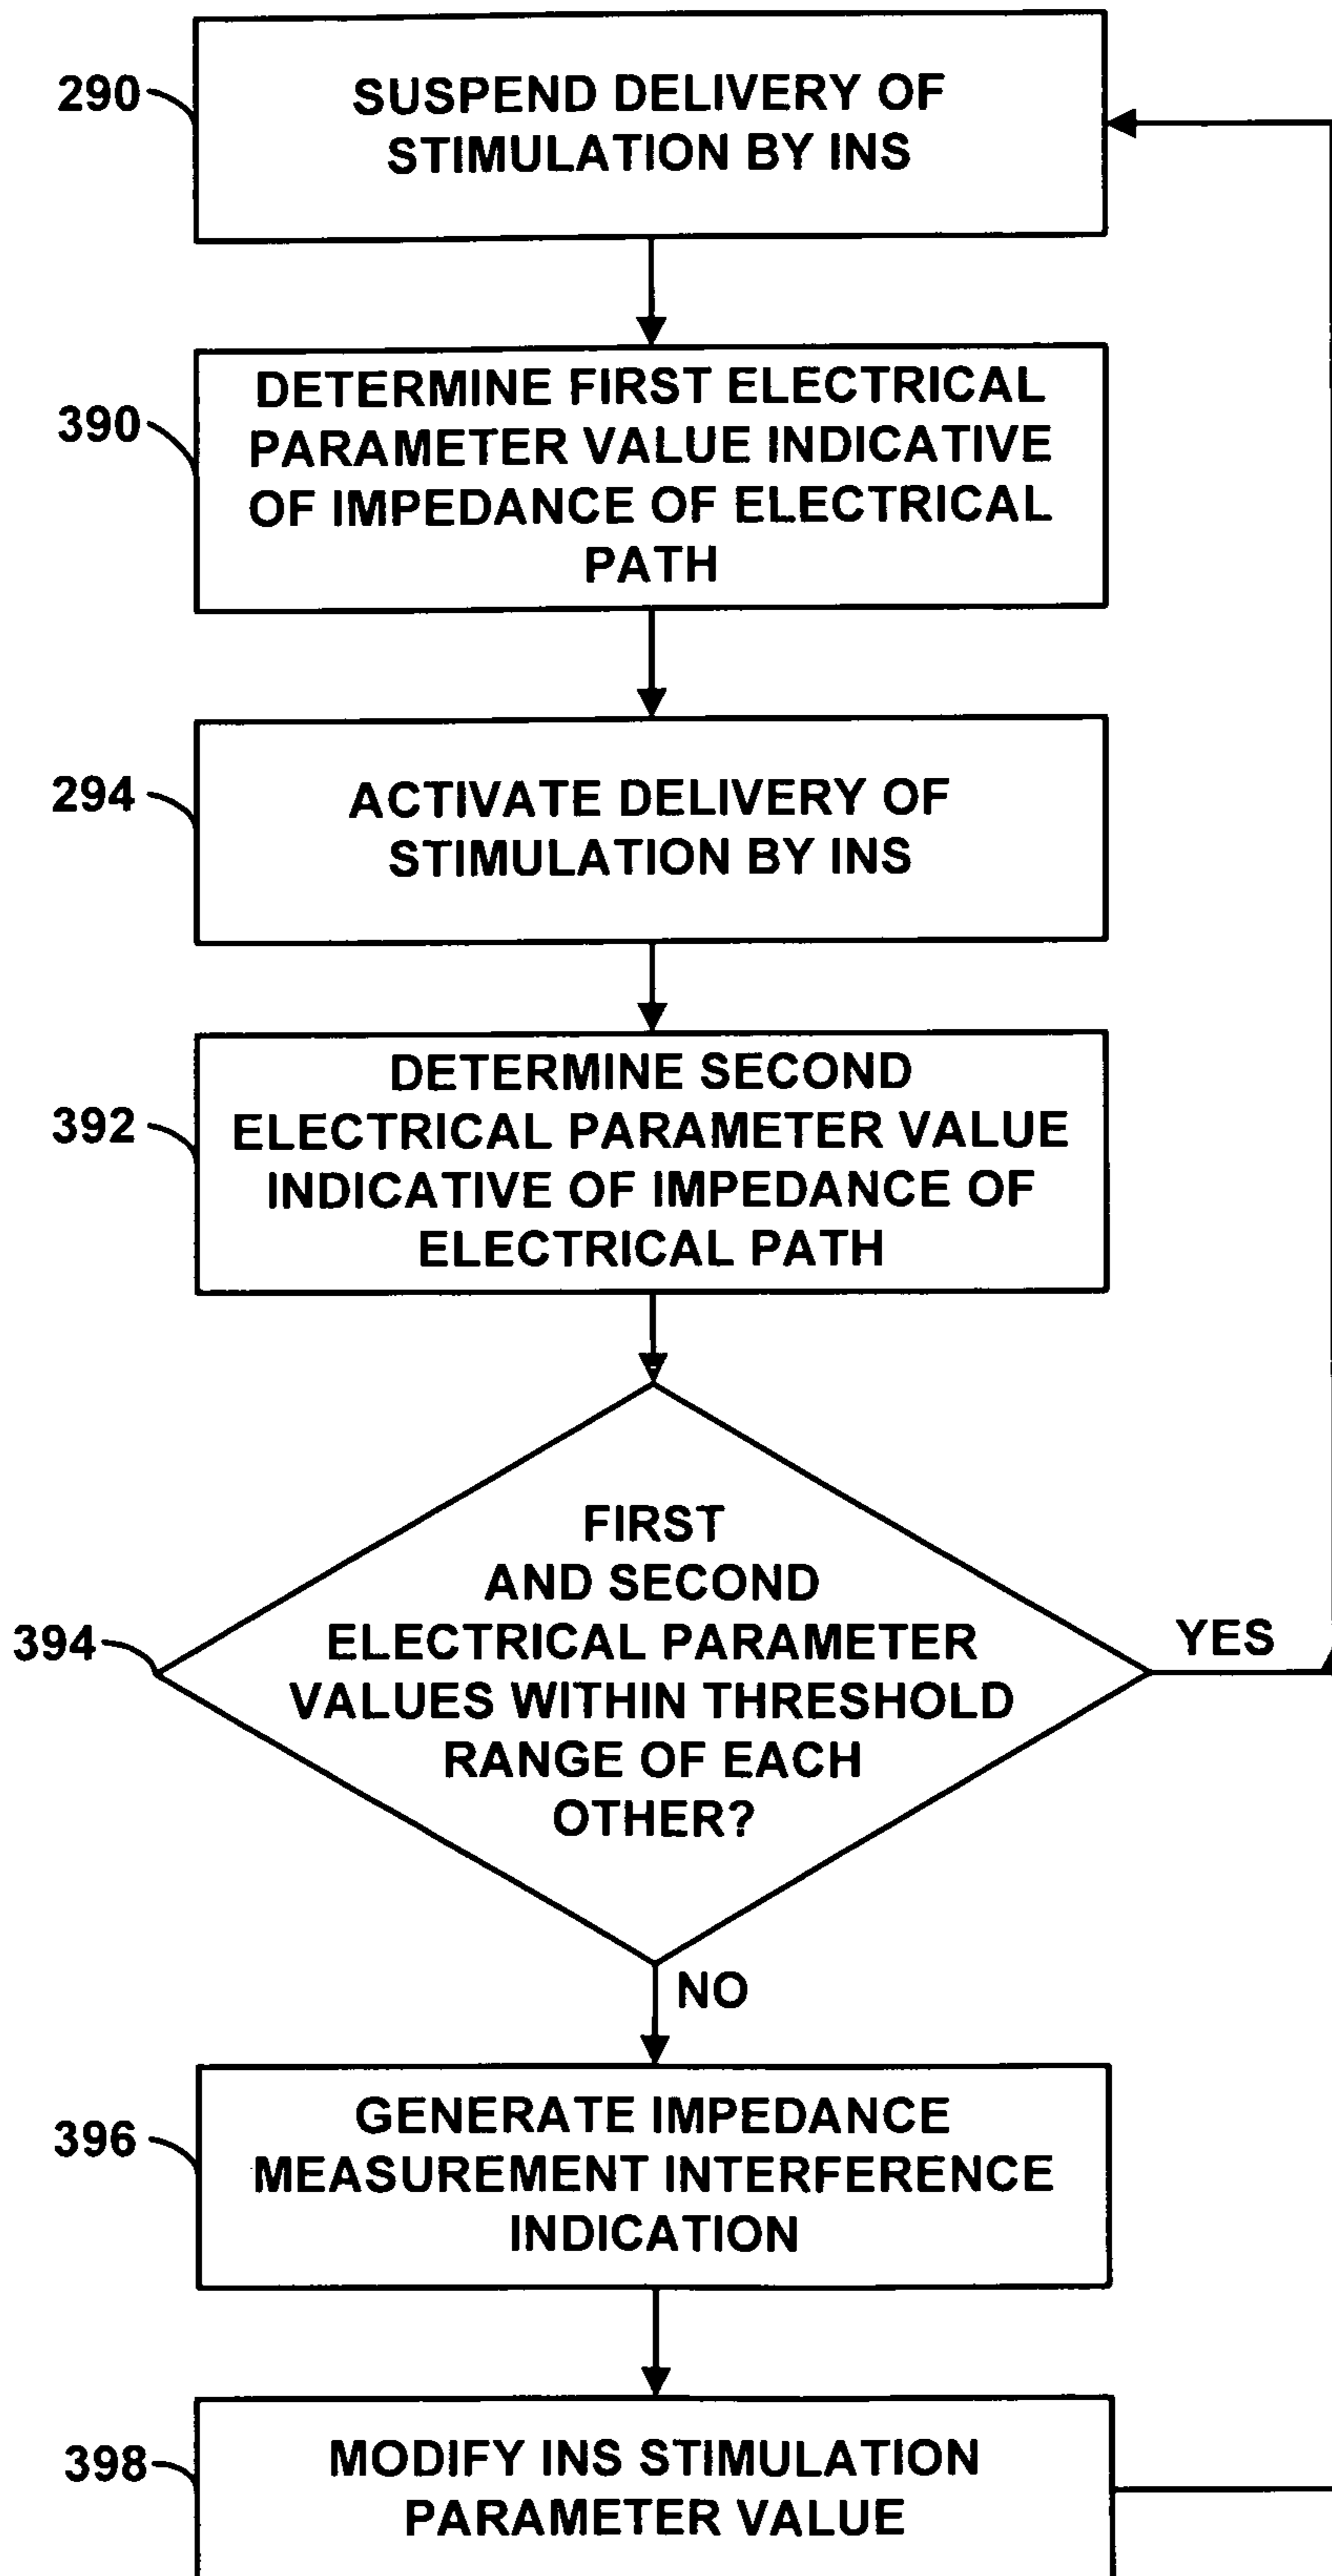 290
SUSPEND DELIVERY OF
STIMULATION BY INS
390
DETERMINE FIRST ELECTRICAL
PARAMETER VALUE INDICATIVE
OF IMPEDANCE OF ELECTRICAL
PATH
294
ACTIVATE DELIVERY OF
STIMULATION BY INS
392
DETERMINE SECOND
ELECTRICAL PARAMETER VALUE
INDICATIVE OF IMPEDANCE OF
ELECTRICAL PATH
394
FIRST
AND SECOND
ELECTRICAL PARAMETER
VALUES WITHIN THRESHOLD
RANGE OF EACH
OTHER?
YES
NO
396
GENERATE IMPEDANCE
MEASUREMENT INTERFERENCE
INDICATION
398
MODIFY INS STIMULATION
PARAMETER VALUE